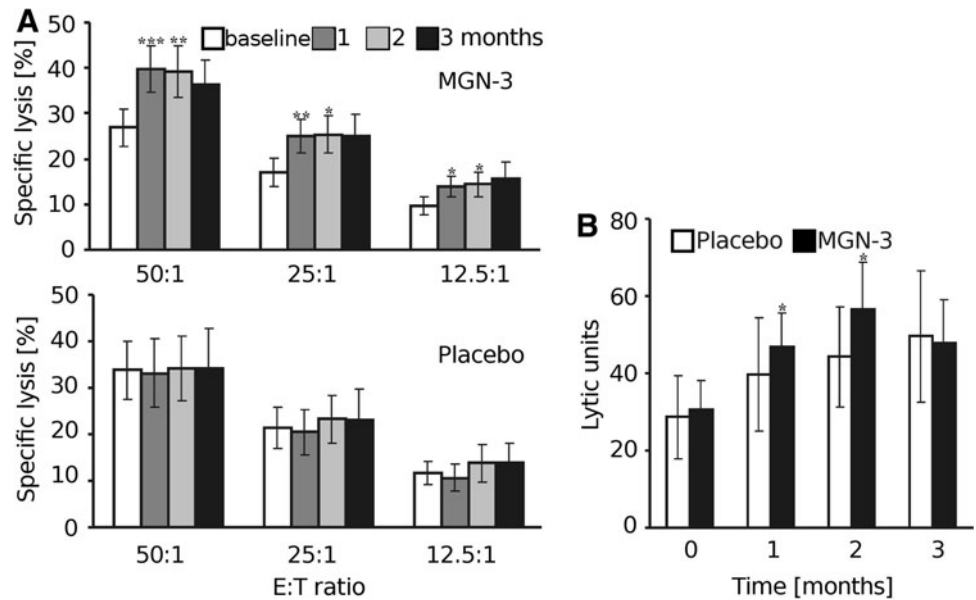 A
Specific lysis [%]
50
40
30
20
10
0
baseline 1 2 3 months
MGN-3
*** **
** *
* *
50:1 25:1 12.5:1
Specific lysis [%]
50
40
30
20
10
0
Placebo
50:1 25:1 12.5:1
E:T ratio
B
Lytic units
80
60
40
20
0
Placebo MGN-3
* *
0 1 2 3
Time [months]